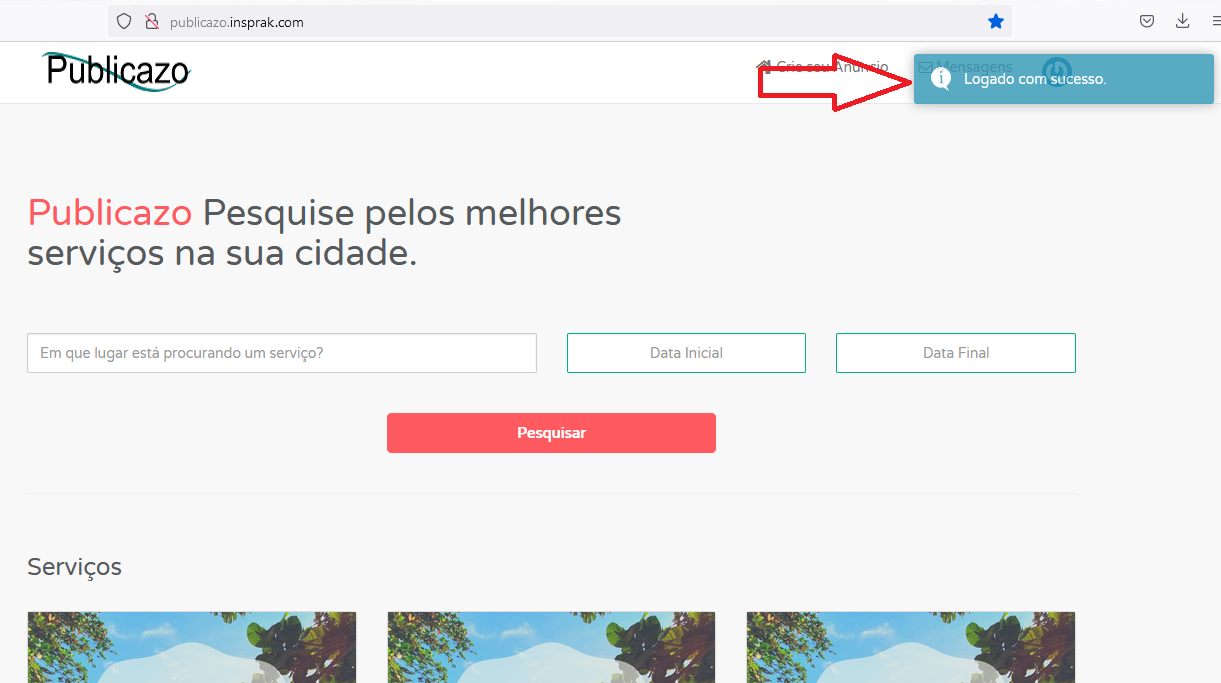 publicazo.insprak.com
Publicazo
Crie seu Anúncio
Mensagens
Logado com sucesso.
Publicazo Pesquise pelos melhores
serviços na sua cidade.
Em que lugar está procurando um serviço?
Data Inicial
Data Final
Pesquisar
Serviços